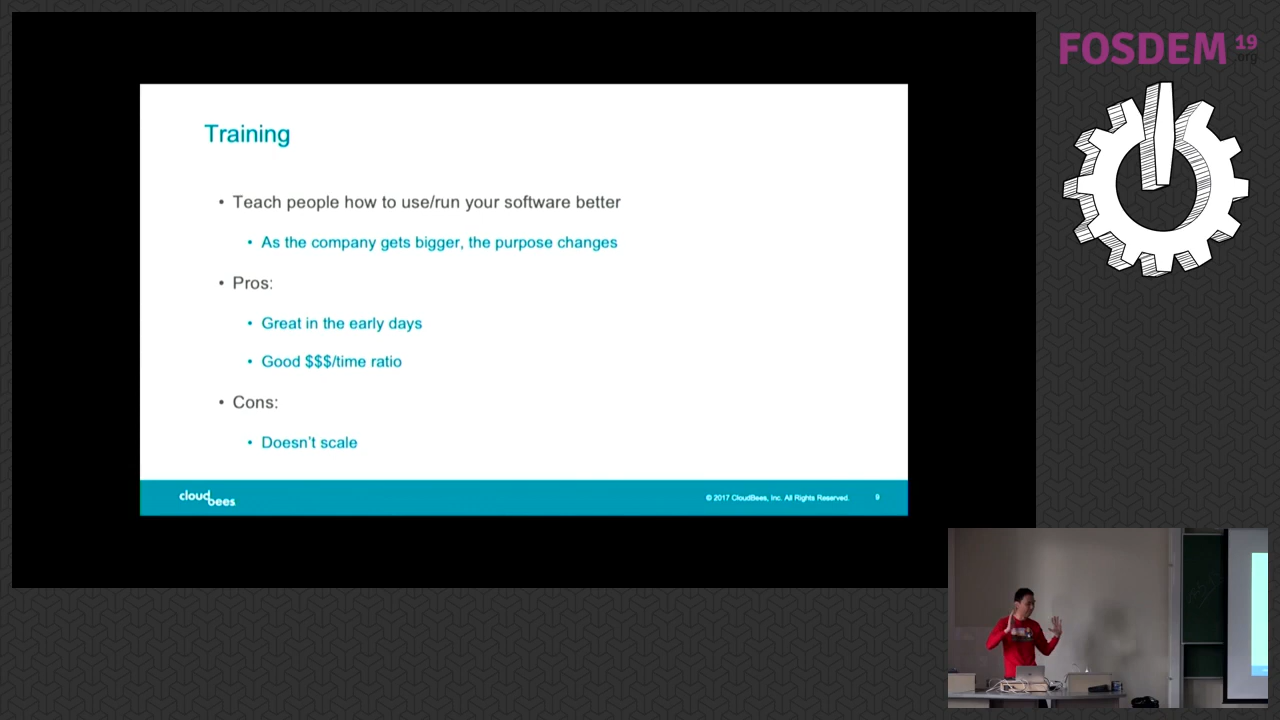 FOSDEM 19
.org
Training
• Teach people how to use/run your software better
• As the company gets bigger, the purpose changes
• Pros:
• Great in the early days
• Good $$$/time ratio
• Cons:
• Doesn't scale
cloudbees
© 2017 CloudBees, Inc. All Rights Reserved.
9